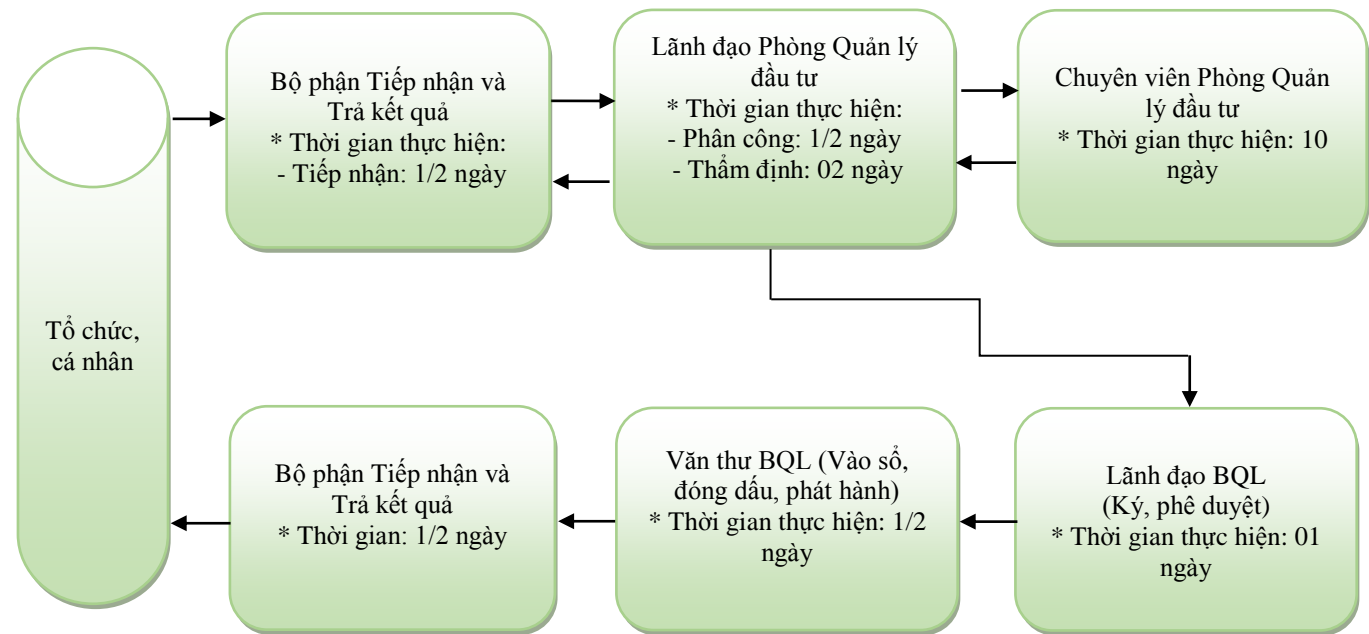 Tổ chức,
cá nhân
Bộ phận Tiếp nhận và
Trả kết quả
* Thời gian thực hiện:
- Tiếp nhận: 1/2 ngày
Lãnh đạo Phòng Quản lý
đầu tư
* Thời gian thực hiện:
- Phân công: 1/2 ngày
- Thẩm định: 02 ngày
Chuyên viên Phòng Quản
lý đầu tư
* Thời gian thực hiện: 10
ngày
Lãnh đạo BQL
(Ký, phê duyệt)
* Thời gian thực hiện: 01
ngày
Văn thư BQL (Vào sổ,
đóng dấu, phát hành)
* Thời gian thực hiện: 1/2
ngày
Bộ phận Tiếp nhận và
Trả kết quả
* Thời gian: 1/2 ngày